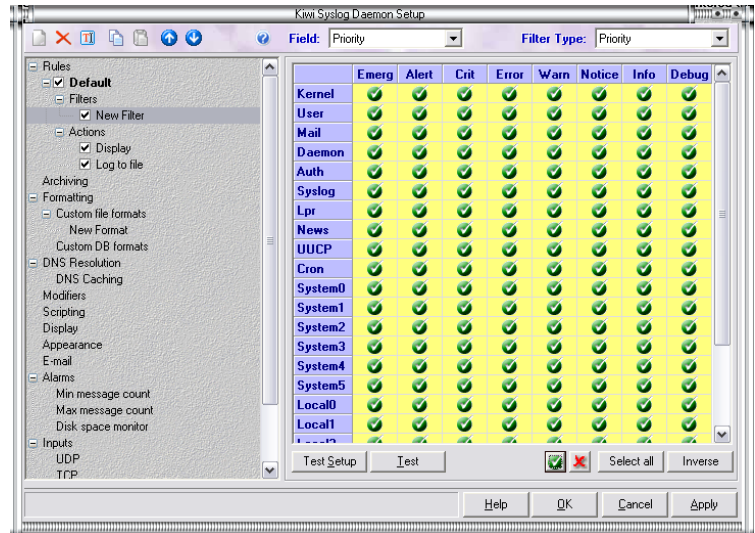 Kiwi Syslog Daemon Setup
Field: Priority Filter Type: Priority
Rules
Default
Filters
New Filter
Actions
Display
Log to file
Archiving
Formatting
Custom file formats
New Format
Custom DB formats
DNS Resolution
DNS Caching
Modifiers
Scripting
Display
Appearance
E-mail
Alarms
Min message count
Max message count
Disk space monitor
Inputs
UDP
TCP
Emerg Alert Crit Error Warn Notice Info Debug
Kernel
User
Mail
Daemon
Auth
Syslog
Lpr
News
UUCP
Cron
System0
System1
System2
System3
System4
System5
Local0
Local1
Local2
Test Setup Test Select all Inverse
Help OK Cancel Apply